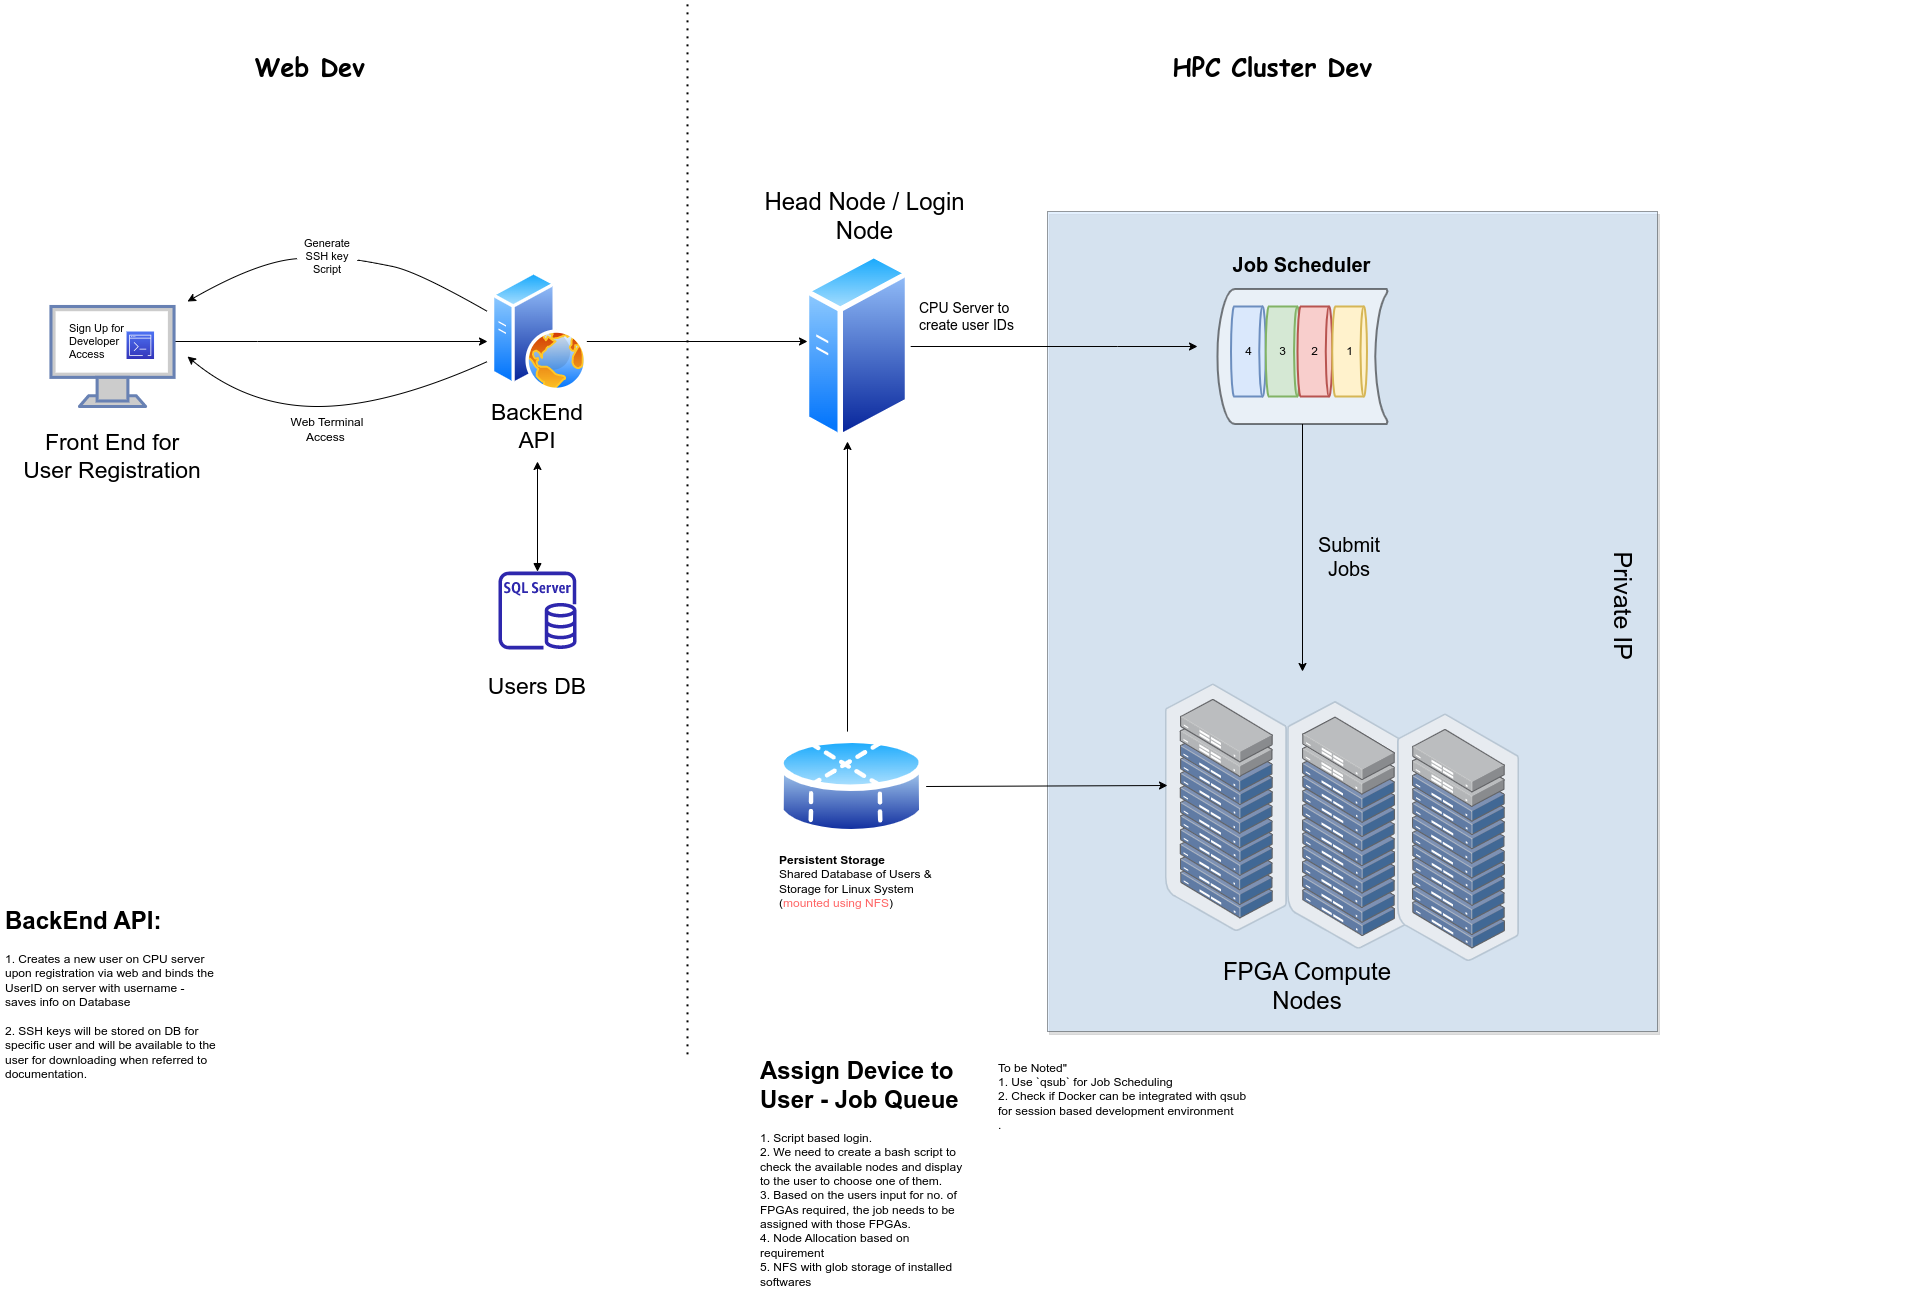 Web Dev
HPC Cluster Dev
Head Node / Login
Node
Generate
SSH key
Script
Job Scheduler
CPU Server to
create user IDs
Sign Up for
Developer
Access
4
3
2
1
BackEnd
API
Web Terminal
Access
Front End for
User Registration
Submit
Jobs
Private IP
SQL Server
Users DB
Persistent Storage
Shared Database of Users &
Storage for Linux System
(mounted using NFS)
FPGA Compute
Nodes
BackEnd API:
1. Creates a new user on CPU server
upon registration via web and binds the
UserID on server with username -
saves info on Database
2. SSH keys will be stored on DB for
specific user and will be available to the
user for downloading when referred to
documentation.
Assign Device to
User - Job Queue
1. Script based login.
2. We need to create a bash script to
check the available nodes and display
to the user to choose one of them.
3. Based on the users input for no. of
FPGAs required, the job needs to be
assigned with those FPGAs.
4. Node Allocation based on
requirement
5. NFS with glob storage of installed
softwares
To be Noted"
1. Use `qsub` for Job Scheduling
2. Check if Docker can be integrated with qsub
for session based development environment
.